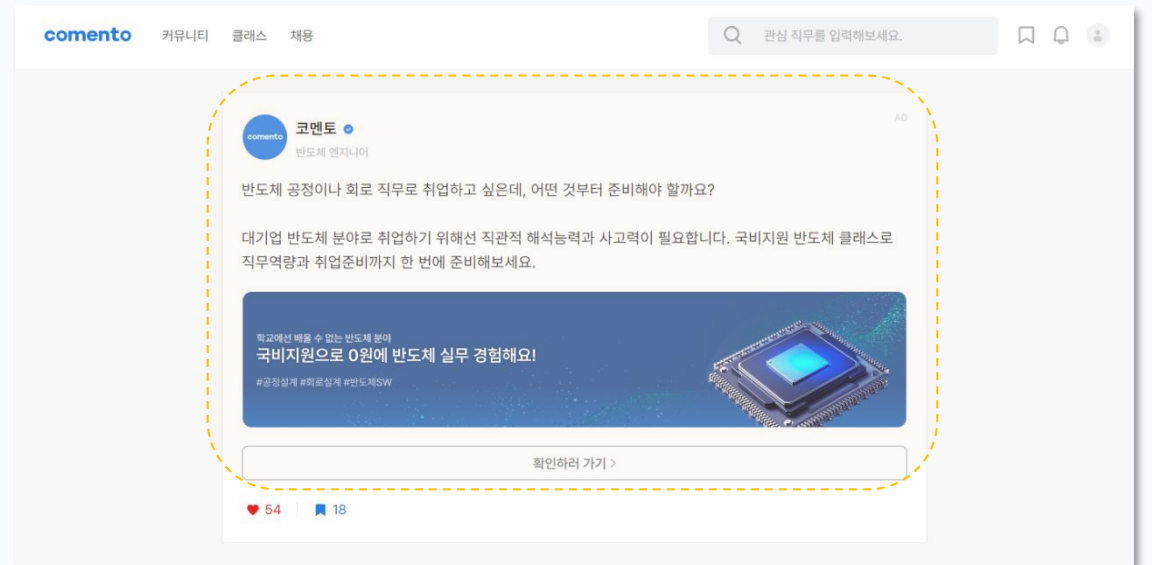 comento 커뮤니티 클래스 채용 관심 직무를 입력해보세요.
코멘토
AD
comento
반도체 엔지니어
반도체 공정이나 회로 직무로 취업하고 싶은데, 어떤 것부터 준비해야 할까요?
대기업 반도체 분야로 취업하기 위해선 직관적 해석능력과 사고력이 필요합니다. 국비지원 반도체 클래스로
직무역량과 취업준비까지 한 번에 준비해보세요.
학교에선 배울 수 없는 반도체 분야
국비지원으로 0원에 반도체 실무 경험해요!
#공정설계 #회로설계 #반도체SW
확인하러 가기 >
54 18